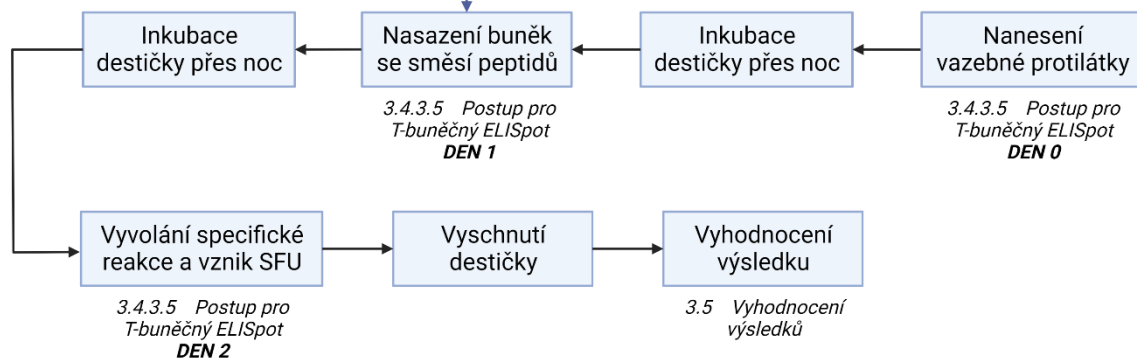 Inkubace
destičky přes noc
Nasazení buněk
se směsí peptidů
3.4.3.5 Postup pro
T-buněčný ELISpot
DEN 1
Inkubace
destičky přes noc
Nanesení
vazebné protilátky
3.4.3.5 Postup pro
T-buněčný ELISpot
DEN 0
Vyvolání specifické
reakce a vznik SFU
3.4.3.5 Postup pro
T-buněčný ELISpot
DEN 2
Vyschnutí
destičky
Vyhodnocení
výsledku
3.5 Vyhodnocení
výsledků